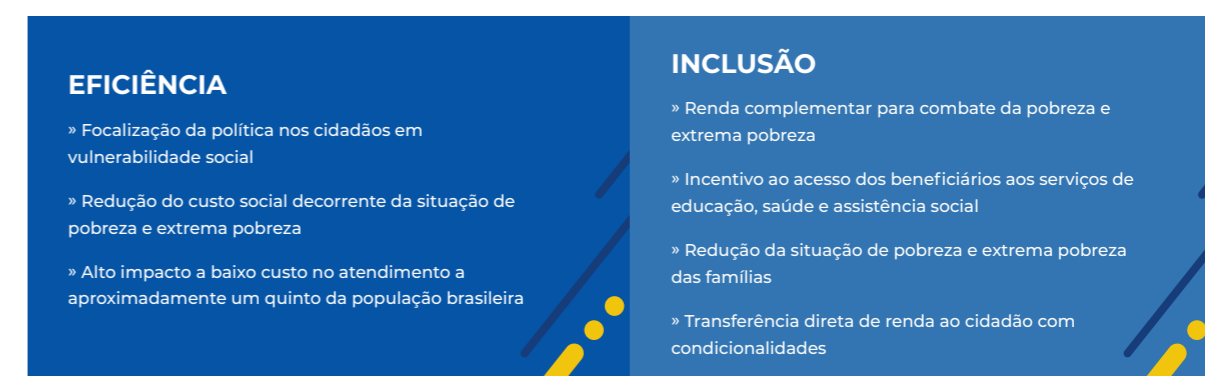 EFICIÊNCIA
» Focalização da política nos cidadãos em
vulnerabilidade social
» Redução do custo social decorrente da situação de
pobreza e extrema pobreza
» Alto impacto a baixo custo no atendimento a
aproximadamente um quinto da população brasileira
INCLUSÃO
» Renda complementar para combate da pobreza e
extrema pobreza
» Incentivo ao acesso dos beneficiários aos serviços de
educação, saúde e assistência social
» Redução da situação de pobreza e extrema pobreza
das famílias
» Transferência direta de renda ao cidadão com
condicionalidades